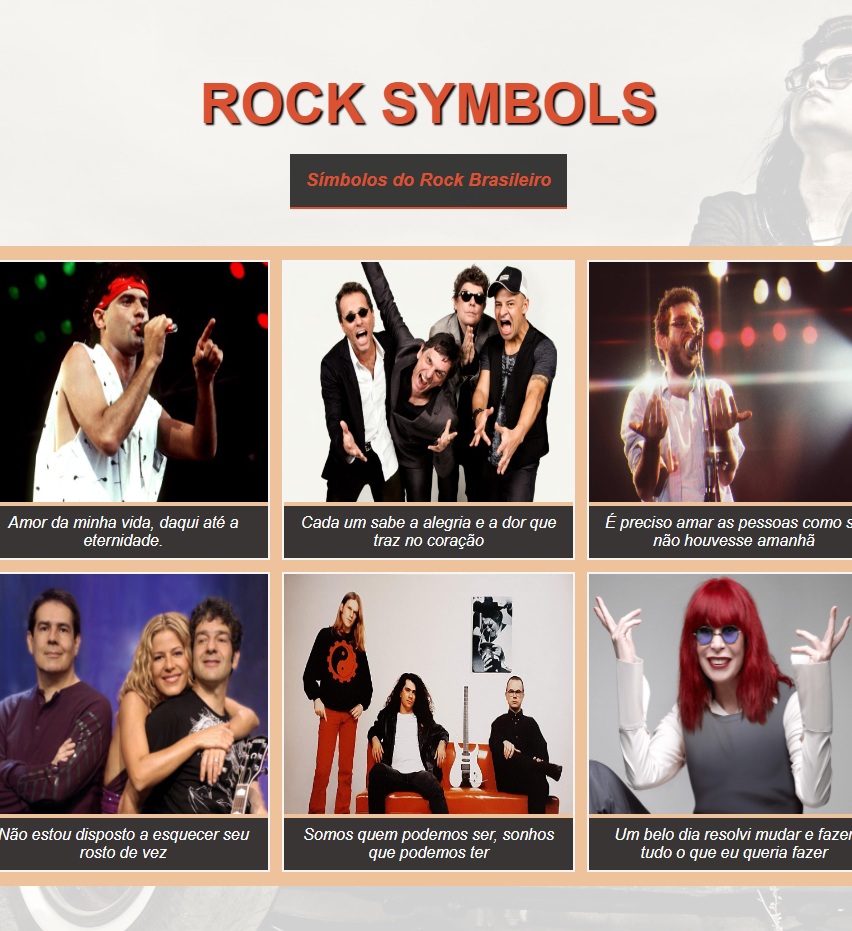 ROCK SYMBOLS
Símbolos do Rock Brasileiro
Amor da minha vida, daqui até a
eternidade.
Cada um sabe a alegria e a dor que
traz no coração
É preciso amar as pessoas como s
não houvesse amanhã
Não estou disposto a esquecer seu
rosto de vez
Somos quem podemos ser, sonhos
que podemos ter
Um belo dia resolvi mudar e fazer
tudo o que eu queria fazer